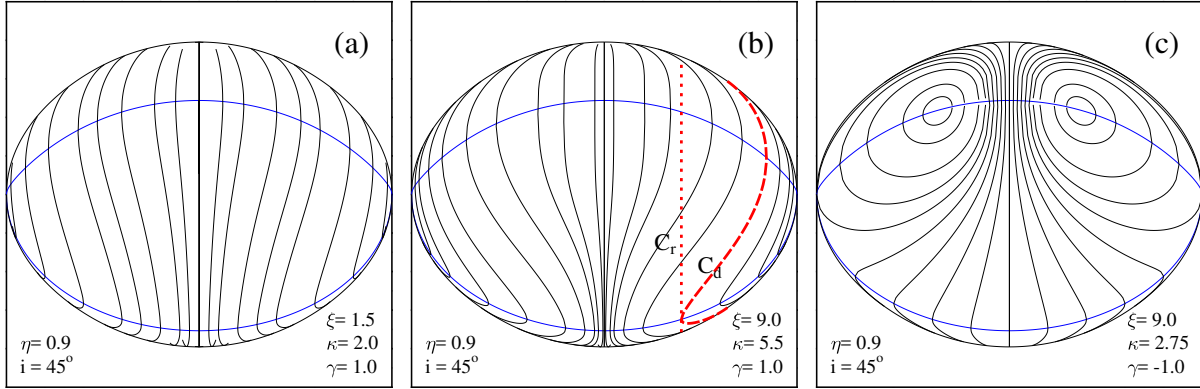 (a)
η= 0.9
i = 45°
ξ= 1.5
κ= 2.0
γ= 1.0
(b)
C_r
C_d
η= 0.9
i = 45°
ξ= 9.0
κ= 5.5
γ= 1.0
(c)
η= 0.9
i = 45°
ξ= 9.0
κ= 2.75
γ= -1.0